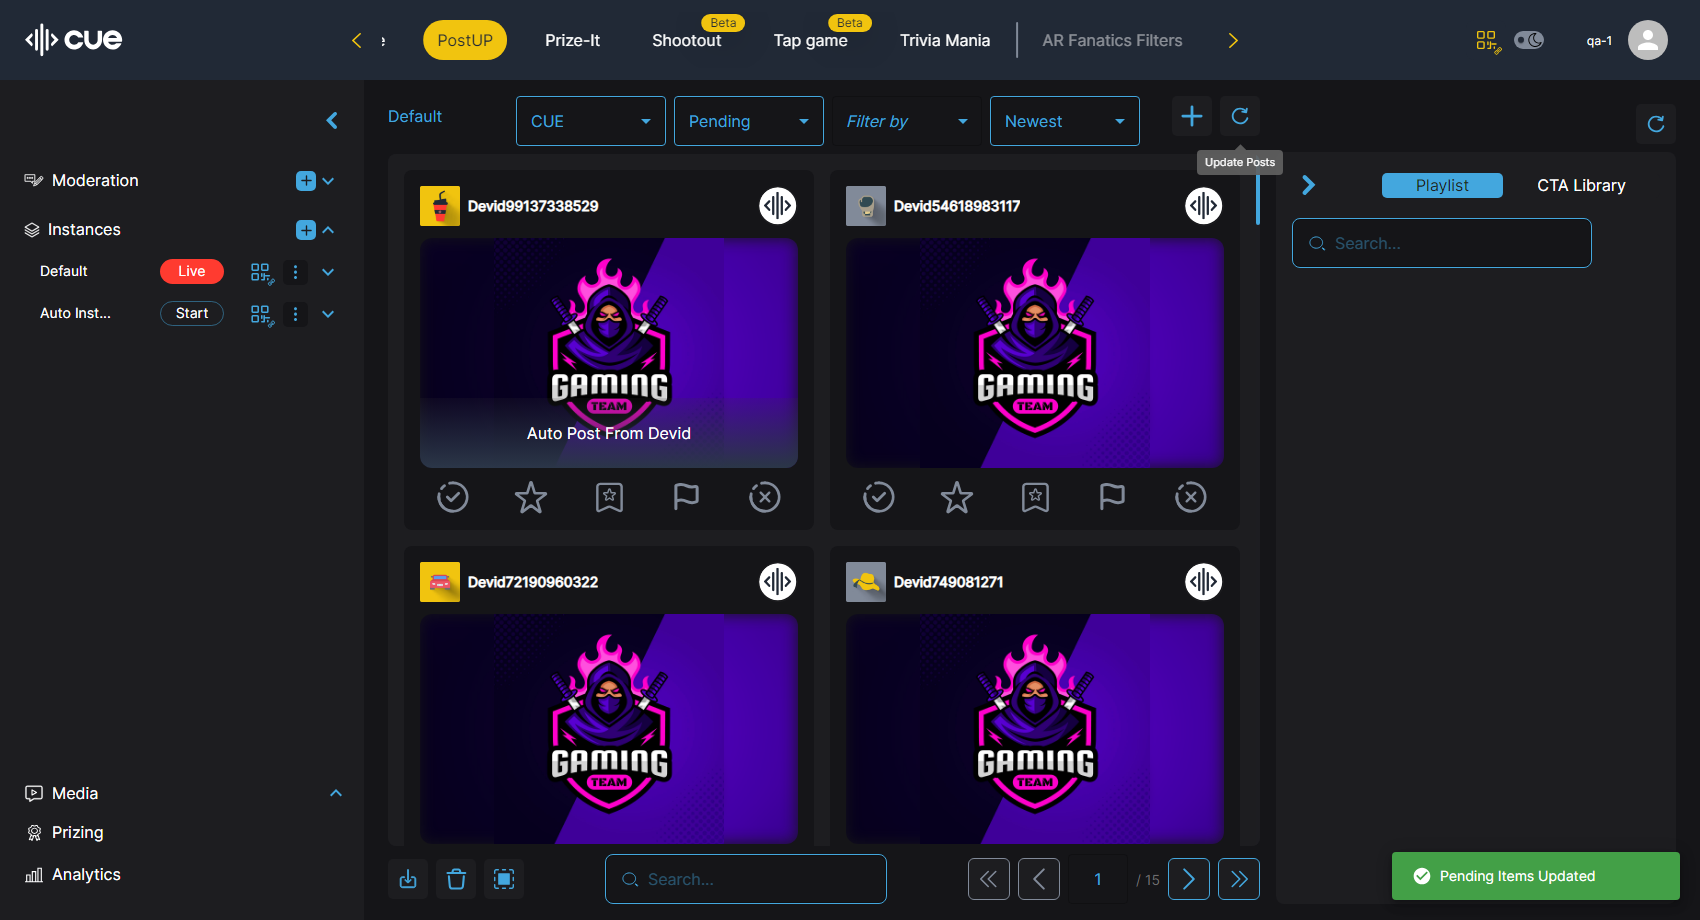 cue
e
PostUP
Prize-It
Beta
Shootout
Beta
Tap game
Trivia Mania
AR Fanatics Filters
qa-1
Moderation
Instances
Default
Live
Auto Inst...
Start
Media
Prizing
Analytics
Default
CUE
Pending
Filter by
Newest
Update Posts
Devid99137338529
GAMING
TEAM
Auto Post From Devid
Devid54618983117
GAMING
TEAM
Devid72190960322
GAMING
TEAM
Devid749081271
GAMING
TEAM
Search...
1
/ 15
Playlist
CTA Library
Search...
Pending Items Updated